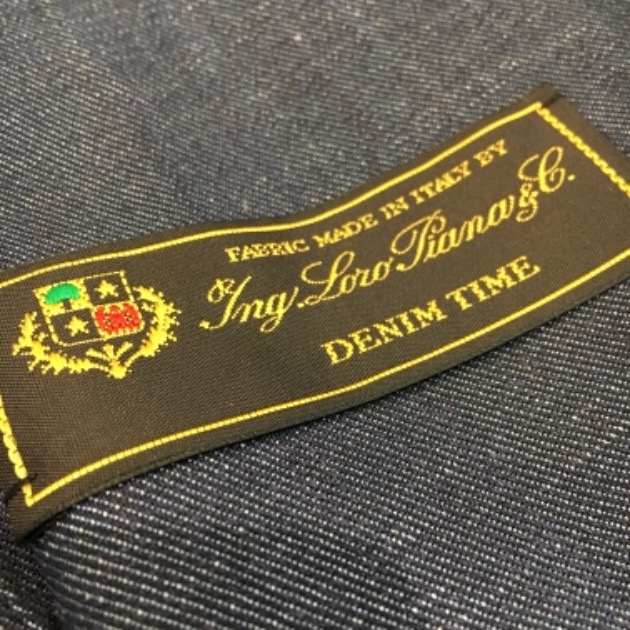 FABRIC MADE IN ITALY BY
Ing. Loro Piana & C.
DENIM TIME